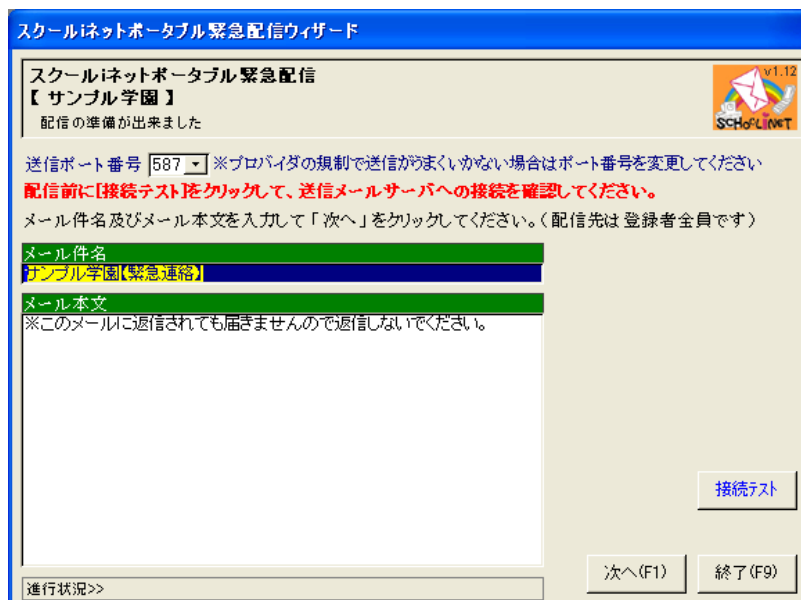 スクールiネットポータブル緊急配信ウィザード
スクールiネットポータブル緊急配信
【 サンプル学園 】
配信の準備が出来ました
v1.12
SCHOOLiNET
送信ポート番号 587 ※プロバイダの規制で送信がうまくいかない場合はポート番号を変更してください
配信前に[接続テスト]をクリックして、送信メールサーバへの接続を確認してください。
メール件名及びメール本文を入力して「次へ」をクリックしてください。（配信先は登録者全員です）
メール件名
サンプル学園【緊急連絡】
メール本文
※このメールに返信されても届きませんので返信しないでください。
接続テスト
次へ(F1)
終了(F9)
進行状況>>